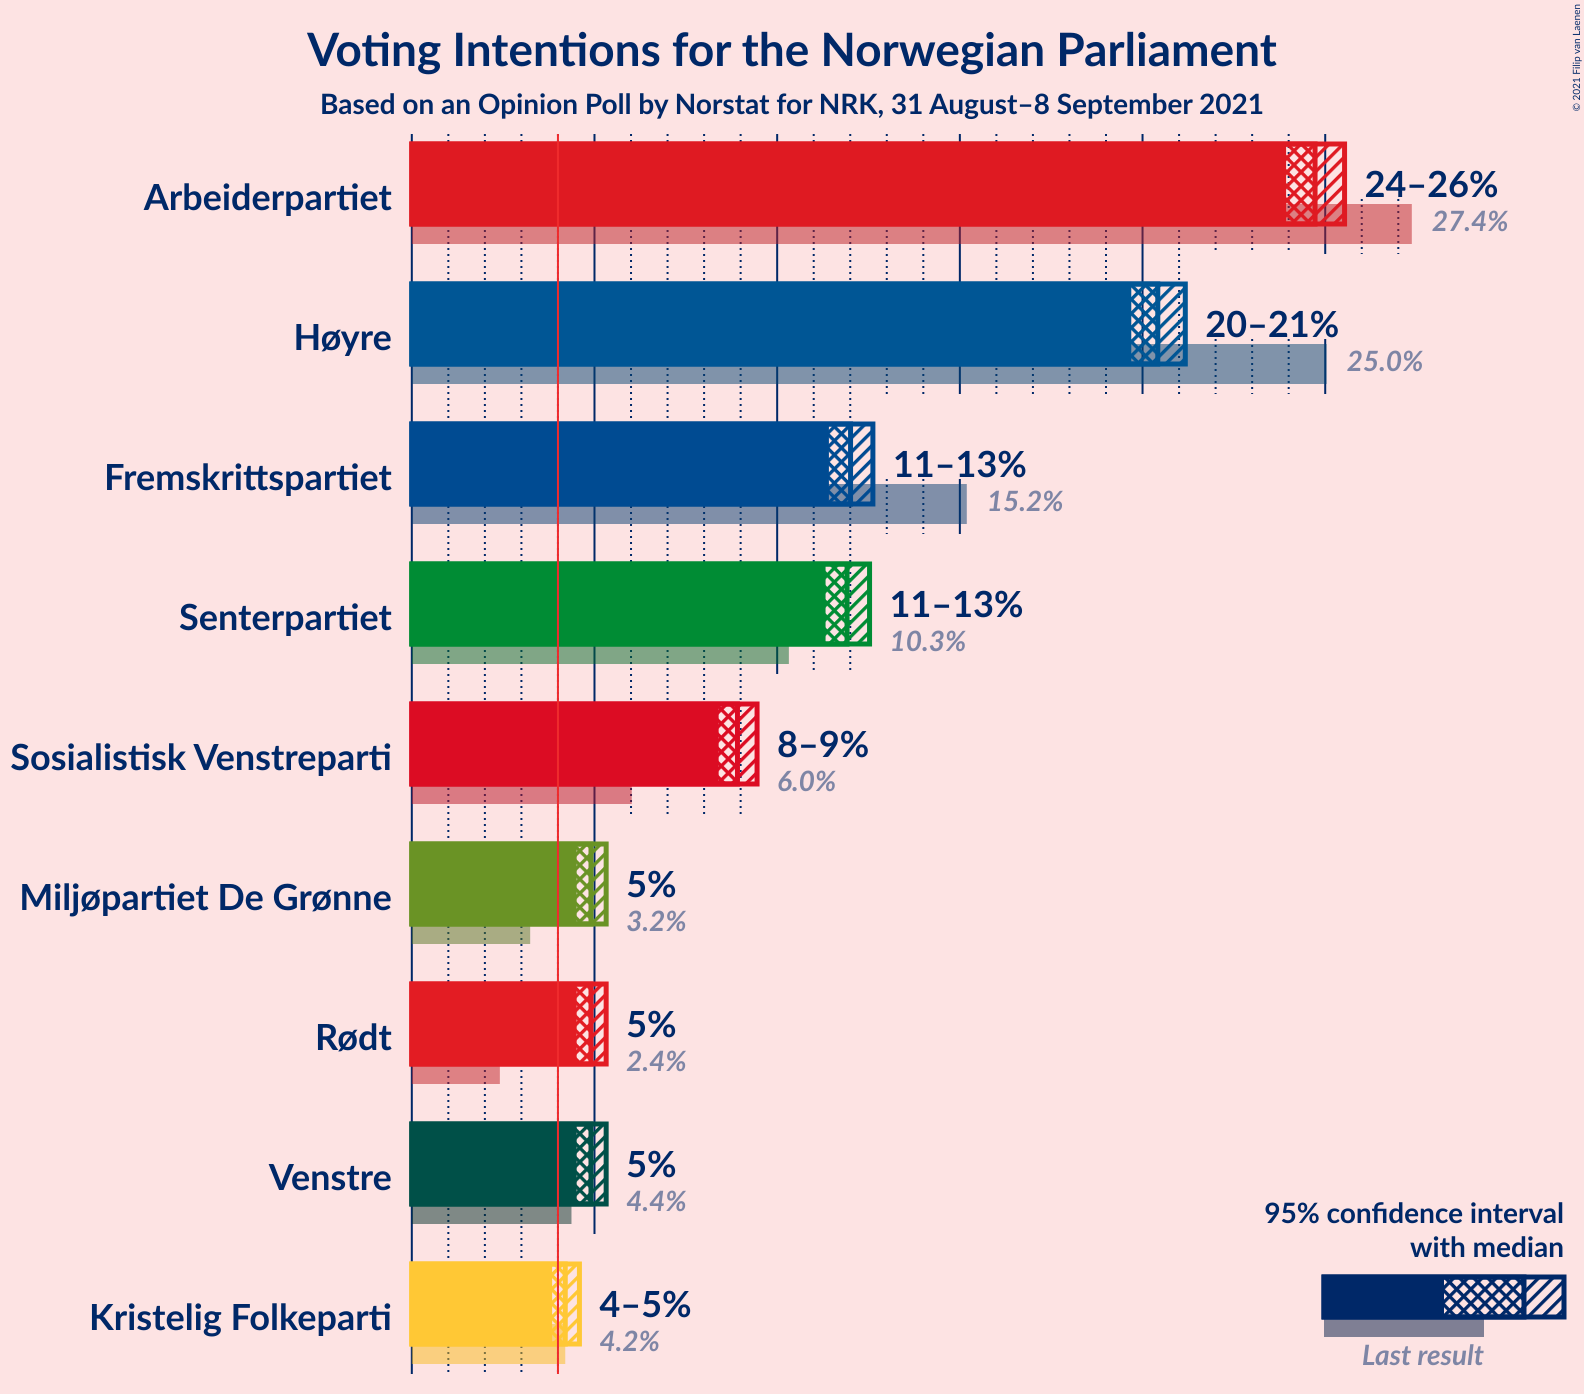 Voting Intentions for the Norwegian Parliament
Based on an Opinion Poll by Norstat for NRK, 31 August–8 September 2021
© 2021 Filip van Laenen
Arbeiderpartiet
24–26%
27.4%
Høyre
20–21%
25.0%
Fremskrittspartiet
11–13%
15.2%
Senterpartiet
11–13%
10.3%
Sosialistisk Venstreparti
8–9%
6.0%
Miljøpartiet De Grønne
5%
3.2%
Rødt
5%
2.4%
Venstre
5%
4.4%
Kristelig Folkeparti
4–5%
4.2%
95% confidence interval
with median
Last result